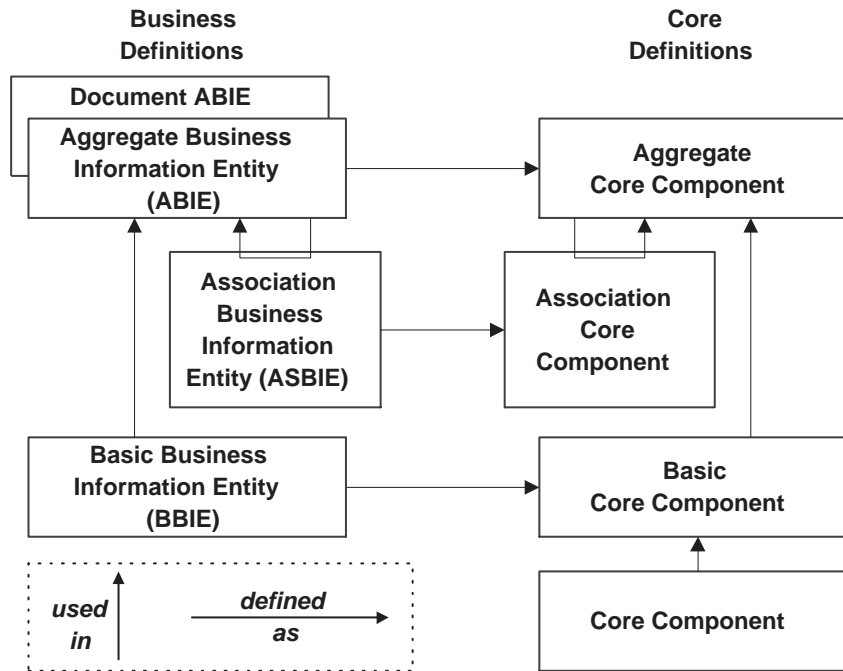 Business
Definitions
Core
Definitions
Document ABIE
Aggregate Business
Information Entity
(ABIE)
Aggregate
Core Component
Association
Business
Information
Entity (ASBIE)
Association
Core
Component
Basic Business
Information Entity
(BBIE)
Basic
Core Component
used
in
defined
as
Core Component